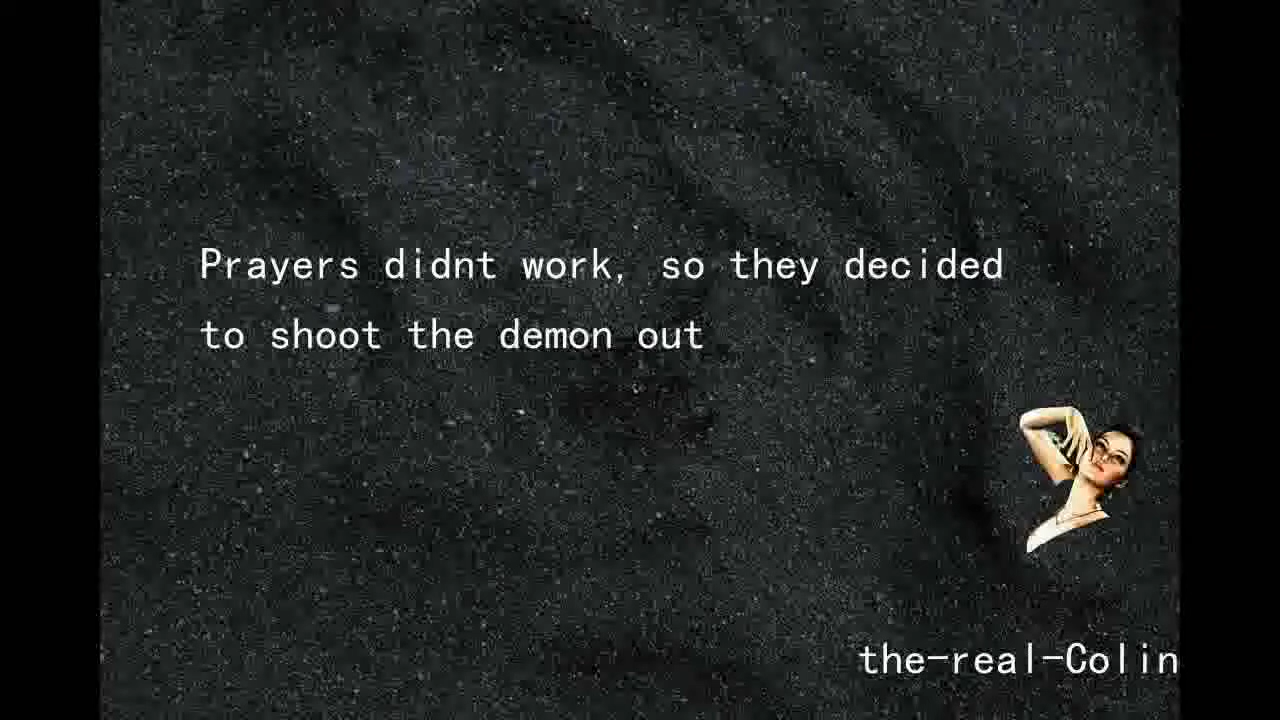 Prayers didnt work, so they decided
to shoot the demon out
the-real-Colin